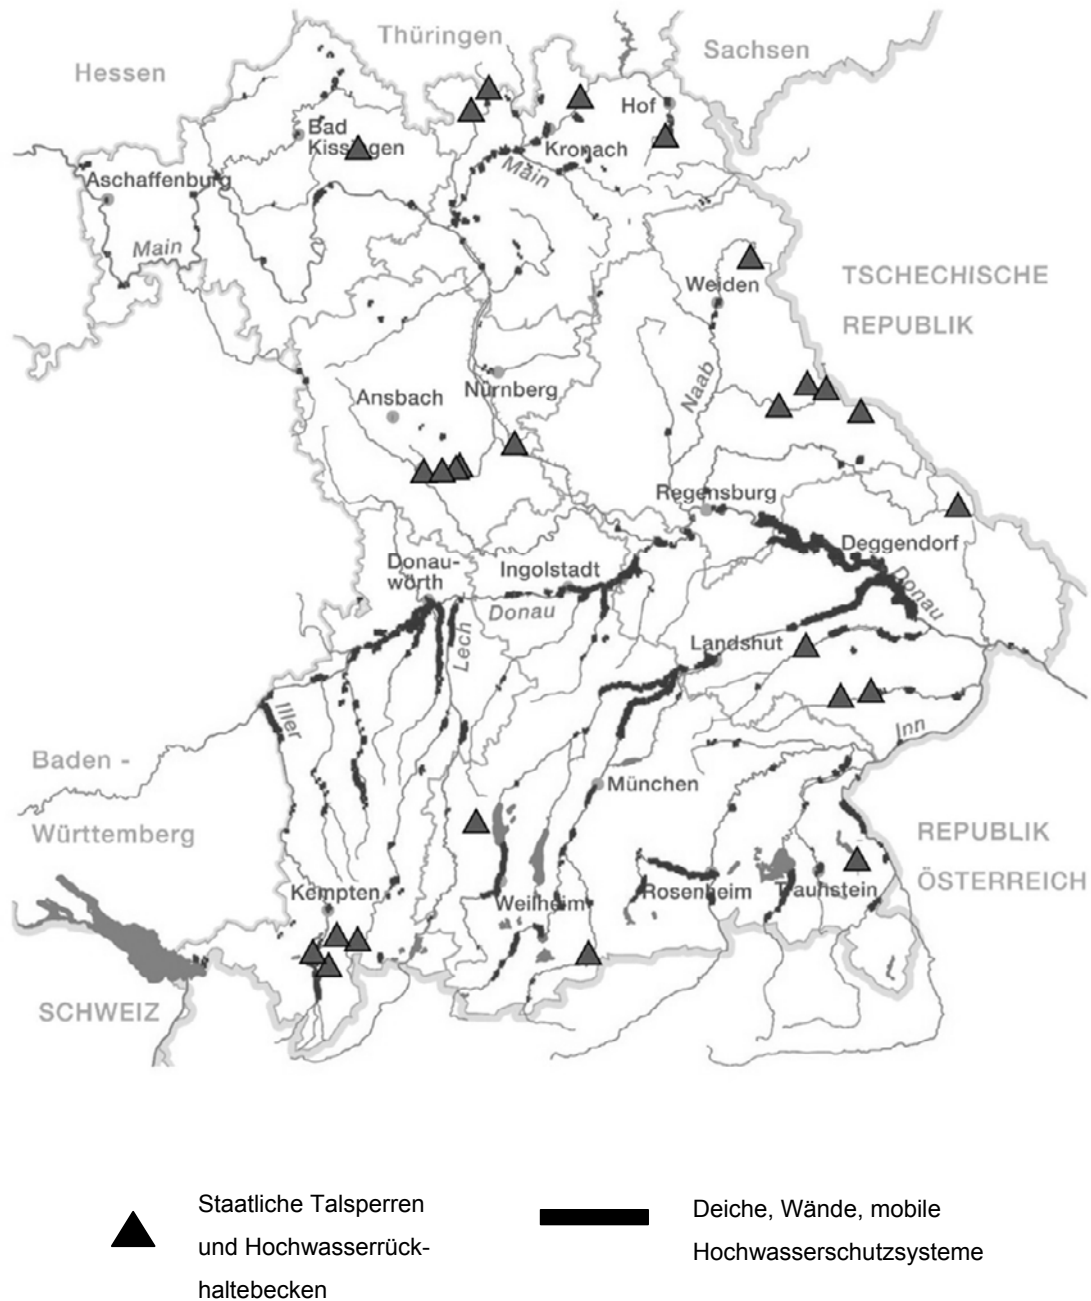 Thüringen
Sachsen
Hessen
Hof
Bad
Kissingen
Kronach
Main
Aschaffenburg
Main
TSCHECHISCHE
REPUBLIK
Weiden
Naab
Nürnberg
Ansbach
Regensburg
Deggendorf
Donau-
wörth
Ingolstadt
Donau
Donau
Lech
Landshut
Iller
Inn
Baden -
Württemberg
München
REPUBLIK
ÖSTERREICH
Kempten
Weilheim
Rosenheim
Traunstein
SCHWEIZ
Staatliche Talsperren
und Hochwasserrück-
haltebecken
Deiche, Wände, mobile
Hochwasserschutzsysteme